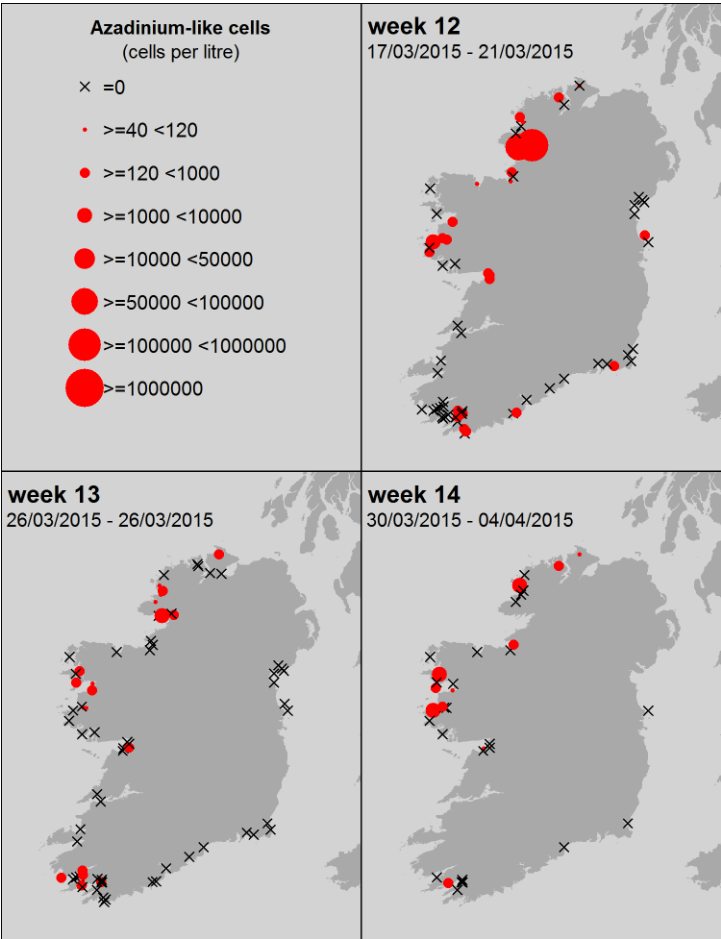 Azadinium-like cells
(cells per litre)
=0
>=40 <120
>=120 <1000
>=1000 <10000
>=10000 <50000
>=50000 <100000
>=100000 <1000000
>=1000000
week 12
17/03/2015 - 21/03/2015
week 13
26/03/2015 - 26/03/2015
week 14
30/03/2015 - 04/04/2015